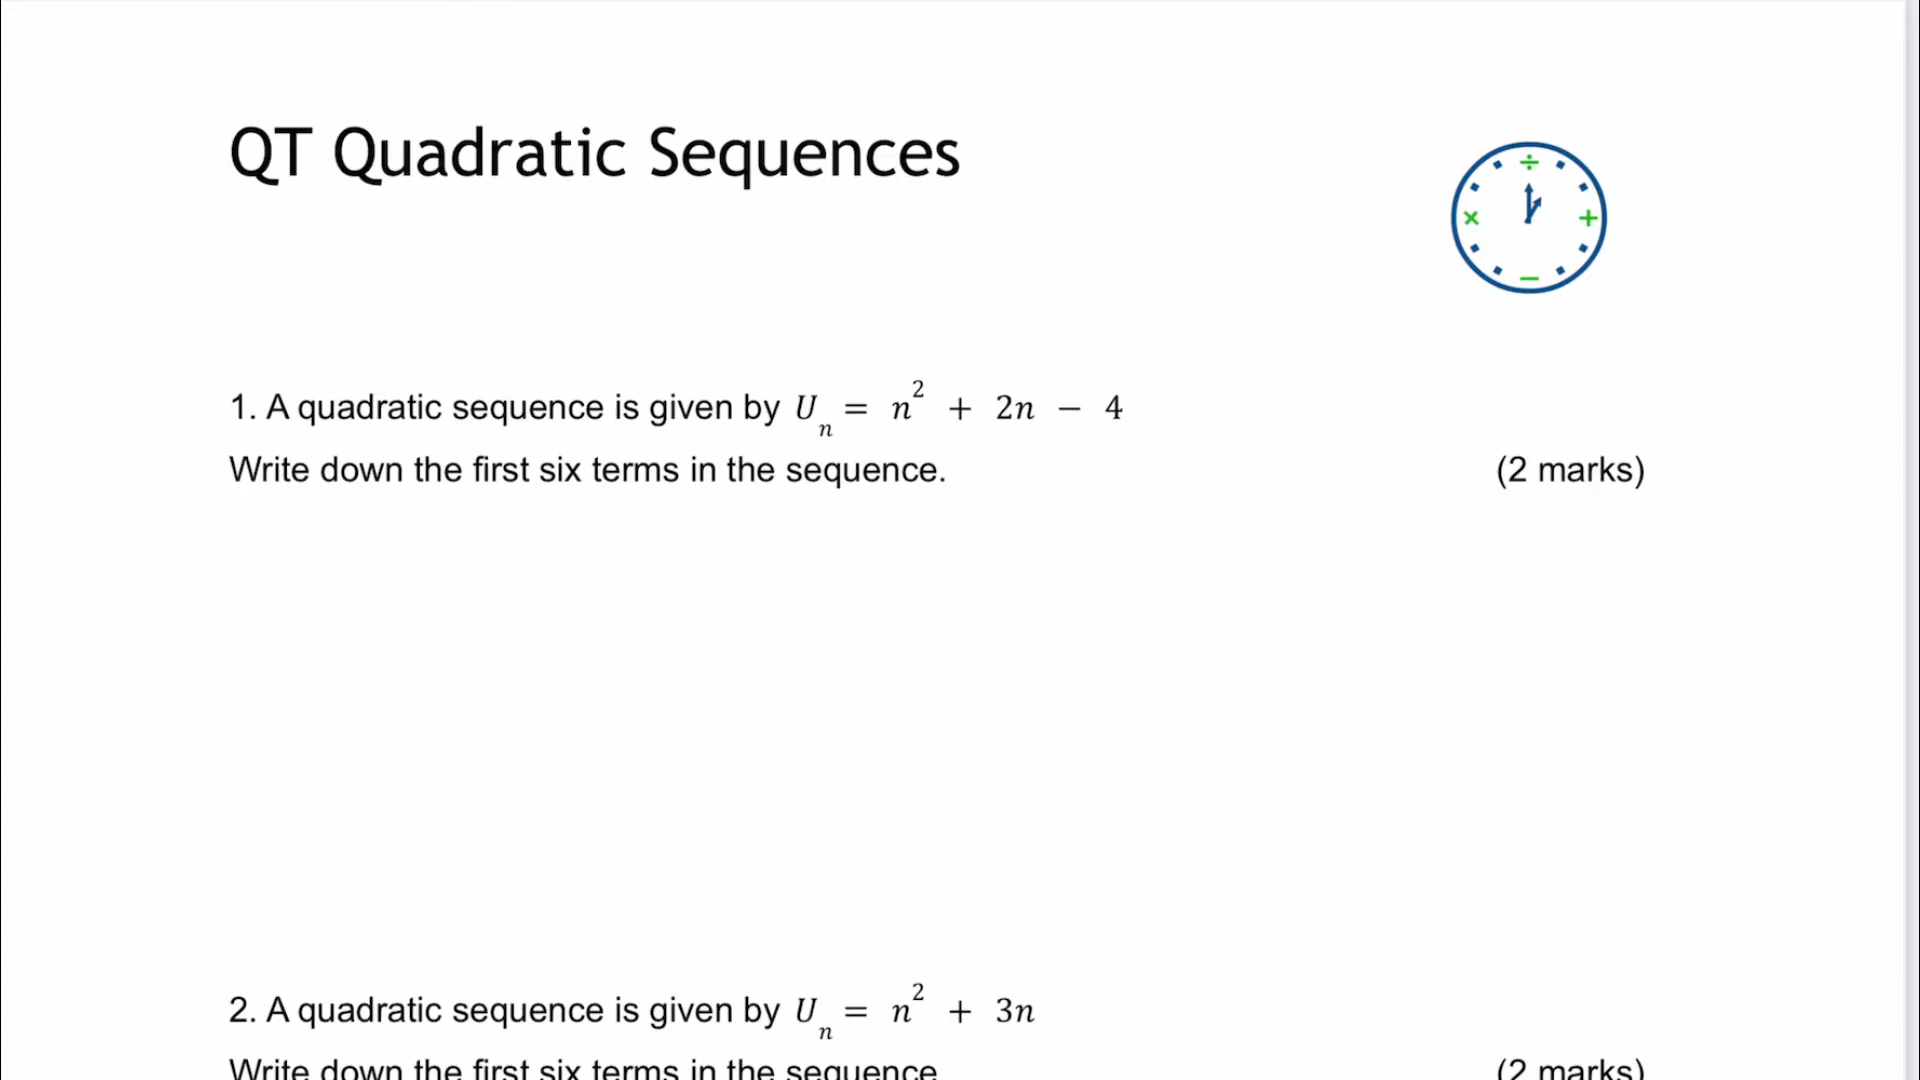 QT Quadratic Sequences
÷
× +
−
1. A quadratic sequence is given by Uₙ = n² + 2n − 4
Write down the first six terms in the sequence. (2 marks)
2. A quadratic sequence is given by Uₙ = n² + 3n
Write down the first six terms in the sequence (2 marks)